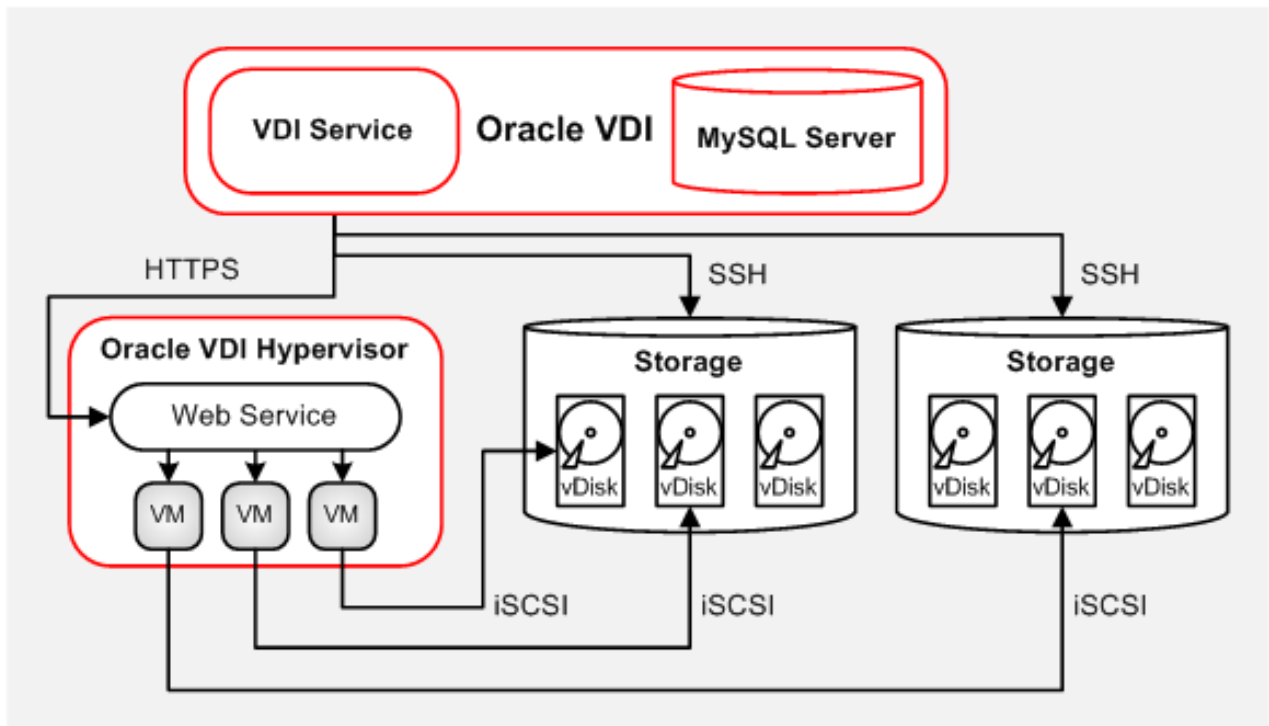 VDI Service
Oracle VDI
MySQL Server
HTTPS
SSH
SSH
Oracle VDI Hypervisor
Web Service
VM
VM
VM
Storage
vDisk
vDisk
vDisk
Storage
vDisk
vDisk
vDisk
iSCSI
iSCSI
iSCSI